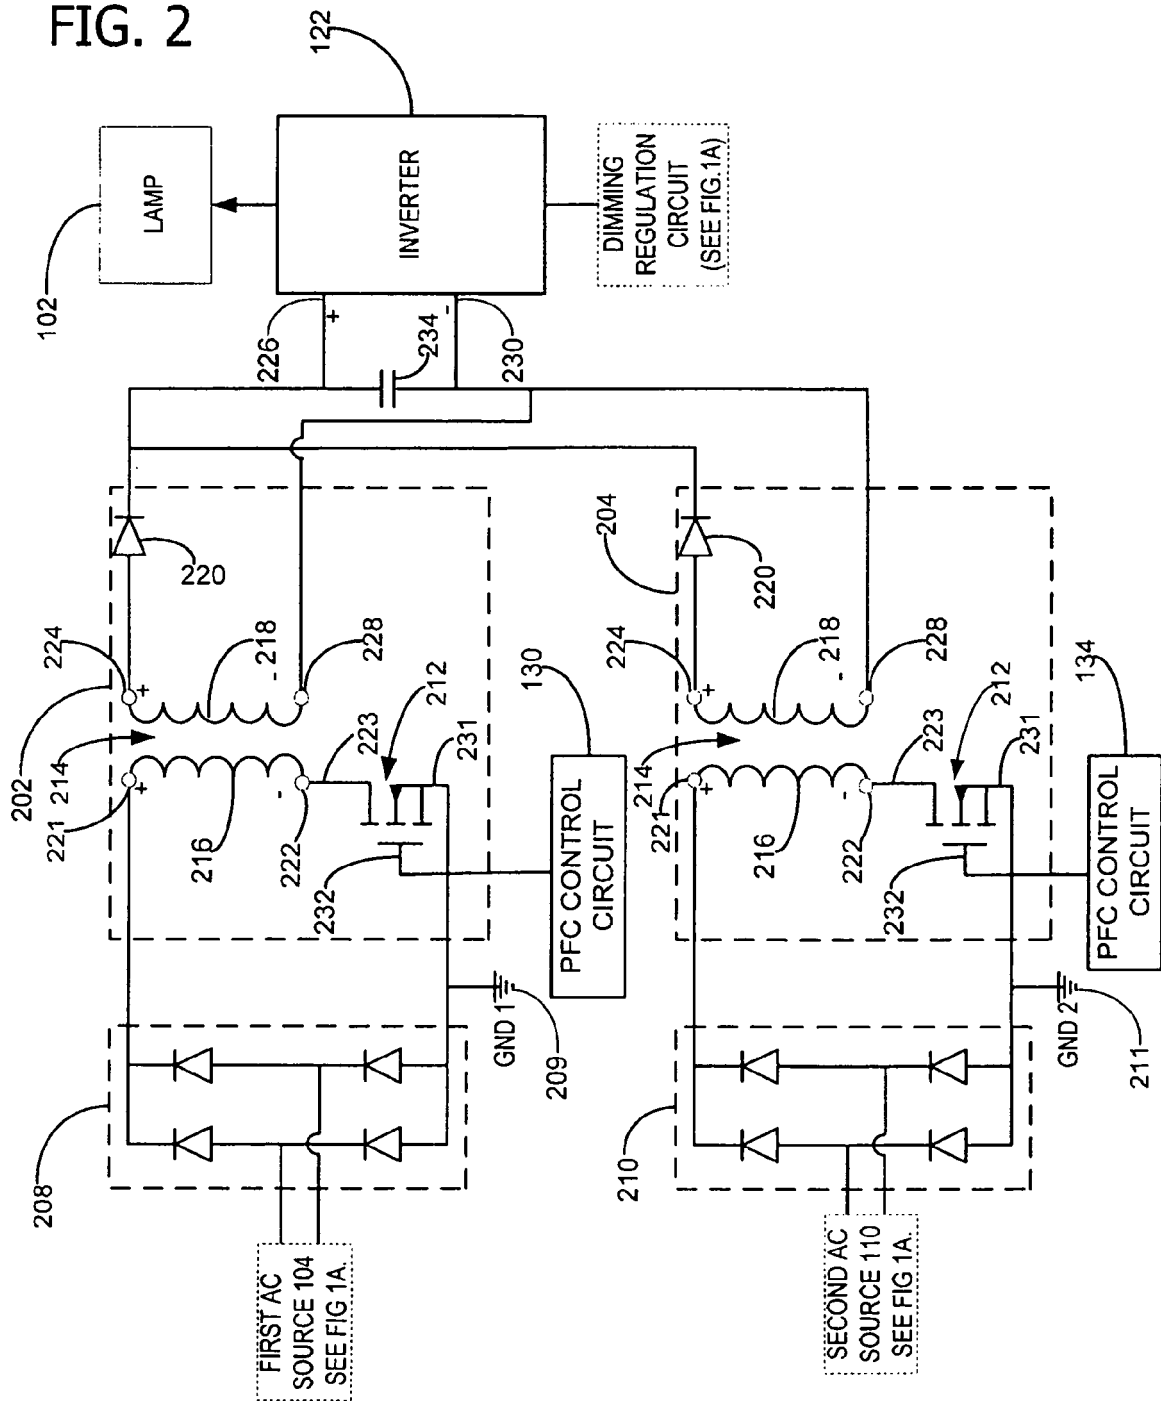 FIG. 2
122
102
LAMP
INVERTER
DIMMING
REGULATION
CIRCUIT
(SEE FIG.1A)
226
+
-
234
230
202
214
224
220
+
218
-
228
221
+
216
-
222
223
212
231
232
130
PFC CONTROL
CIRCUIT
GND 1
209
208
FIRST AC
SOURCE 104
SEE FIG 1A.
204
214
224
220
+
218
-
228
221
+
216
-
222
223
212
231
232
134
PFC CONTROL
CIRCUIT
GND 2
211
210
SECOND AC
SOURCE 110
SEE FIG 1A.